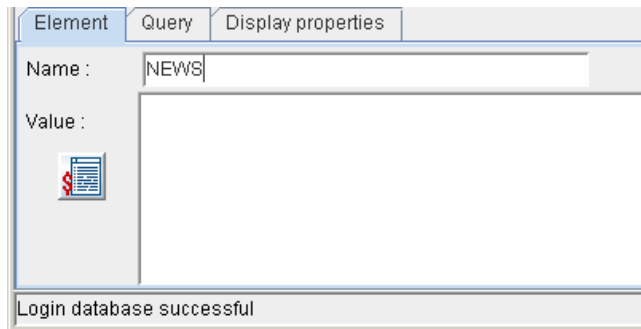 Element Query Display properties
Name : NEWS
Value :
$
Login database successful